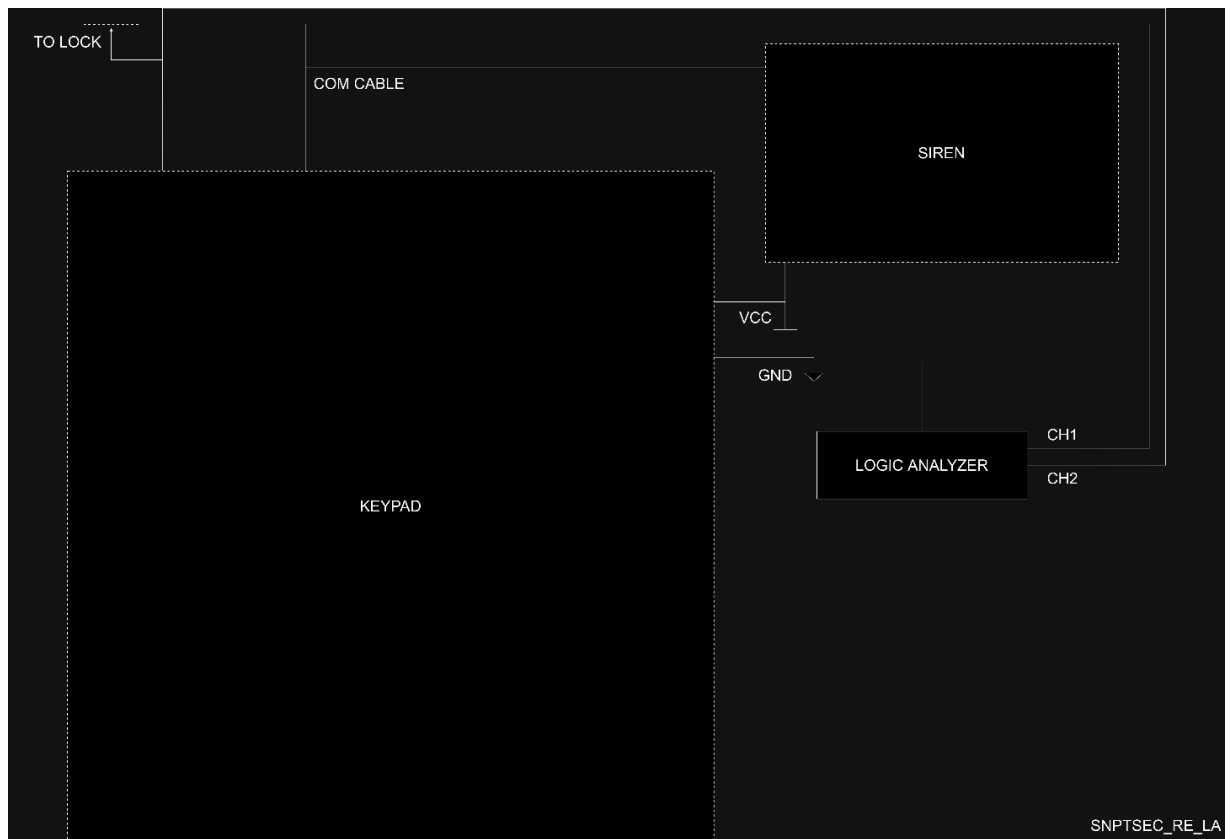 TO LOCK
COM CABLE
SIREN
VCC
GND
CH1
LOGIC ANALYZER
CH2
KEYPAD
SNPTSEC_RE_LA